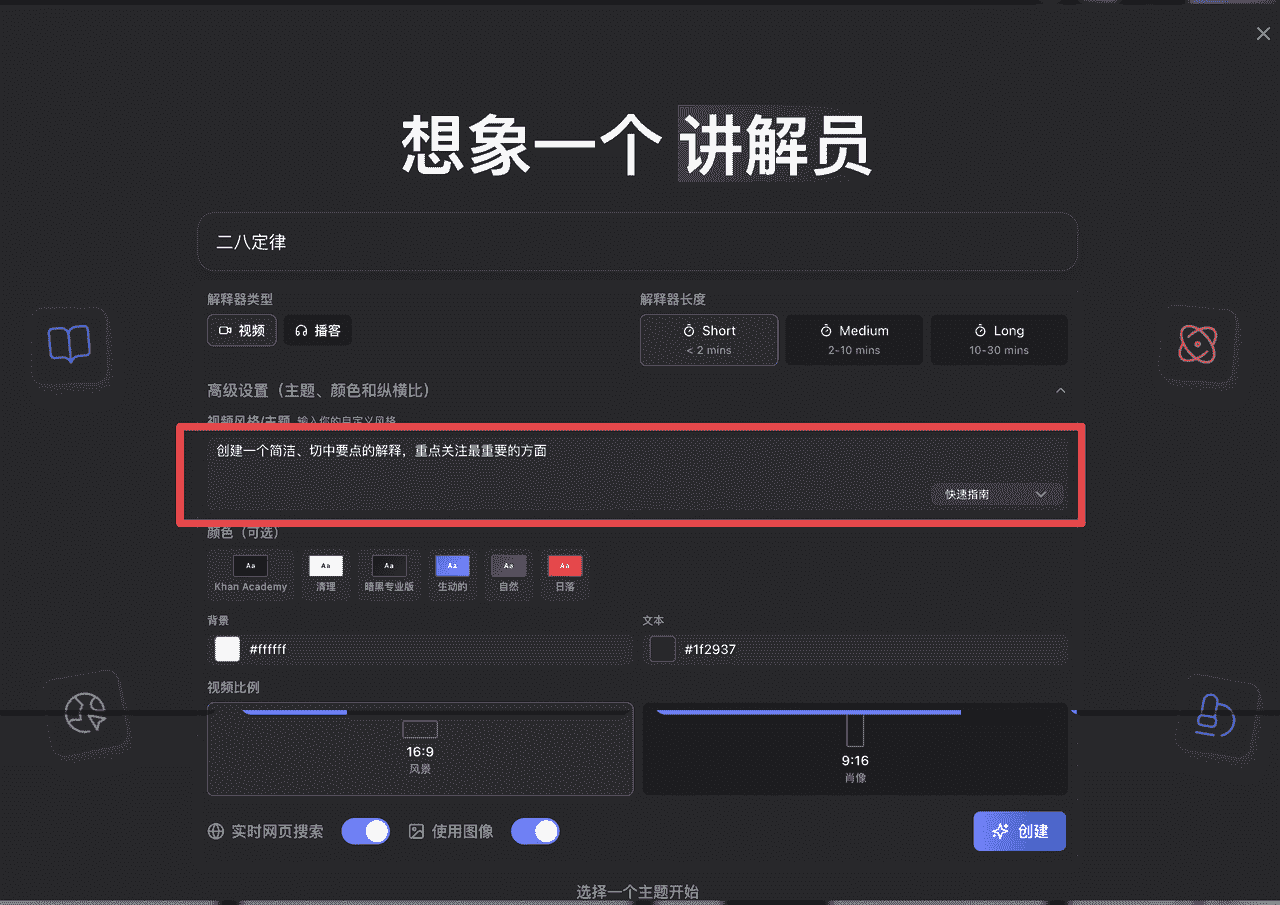 想象一个 讲解员
二八定律
解释器类型
解释器长度
视频
播客
Short
< 2 mins
Medium
2-10 mins
Long
10-30 mins
高级设置（主题、颜色和纵横比）
视频风格/主题 输入你的自定义风格
创建一个简洁、切中要点的解释，重点关注最重要的方面
快速指南
颜色（可选）
Aa
Khan Academy
Aa
清理
Aa
暗黑专业版
Aa
生动的
Aa
自然
Aa
日落
背景
文本
#ffffff
#1f2937
视频比例
16:9
风景
9:16
肖像
实时网页搜索
使用图像
创建
选择一个主题开始